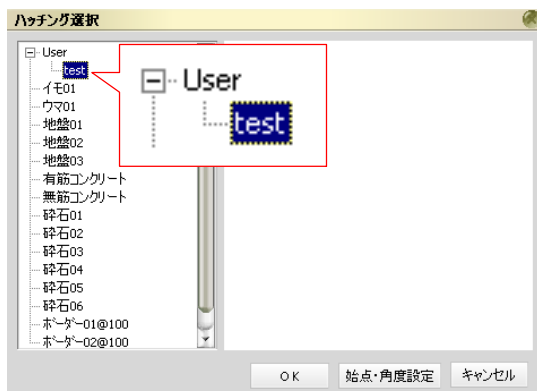 ハッチング選択
User
test
イモ01
ウマ01
地盤01
地盤02
地盤03
有筋コンクリート
無筋コンクリート
砕石01
砕石02
砕石03
砕石04
砕石05
砕石06
ボーダー01@100
ボーダー02@100
User
test
OK
始点・角度設定
キャンセル